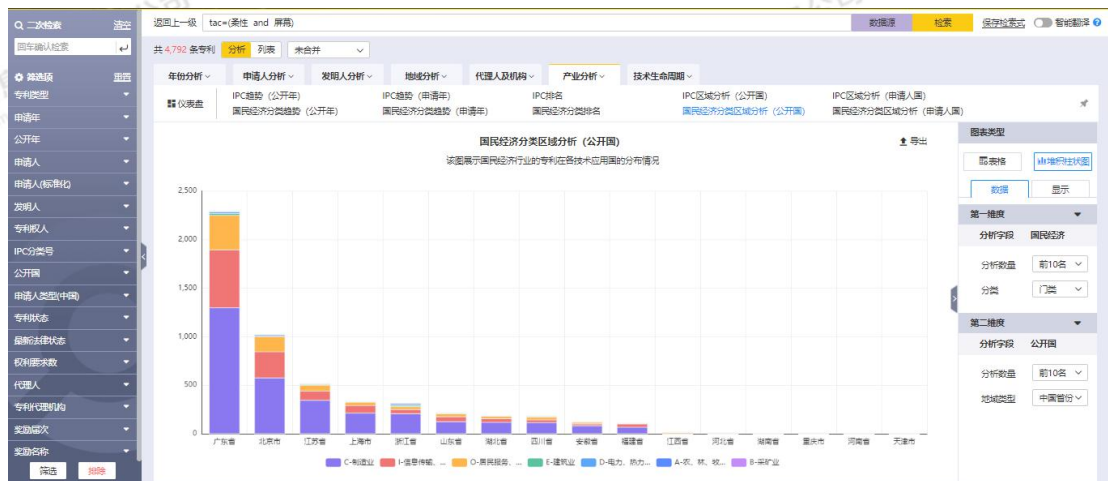 二次检索 清空
返回上一级 tac=(柔性 and 屏幕) 数据源 检索 保存检索式 智能翻译
回车确认检索
共 4,792 条专利 分析 列表 未合并
筛选项 重置
年份分析 申请人分析 发明人分析 地域分析 代理人及机构 产业分析 技术生命周期
仪表盘
IPC趋势（公开年） IPC趋势（申请年） IPC排名 IPC区域分析（公开国） IPC区域分析（申请人国）
国民经济分类趋势（公开年） 国民经济分类趋势（申请年） 国民经济分类排名 国民经济分类区域分析（公开国） 国民经济分类区域分析（申请人国）
专利类型
申请年
公开年
申请人
申请人(标准化)
发明人
专利权人
IPC分类号
公开国
申请人类型(中国)
专利状态
最新法律状态
权利要求数
代理人
专利代理机构
奖励届次
奖励名称
筛选 排除
国民经济分类区域分析（公开国） 导出
该图展示国民经济行业的专利在各技术应用国的分布情况
2,500
2,000
1,500
1,000
500
0
广东省 北京市 江苏省 上海市 浙江省 山东省 湖北省 四川省 安徽省 福建省 江西省 河北省 湖南省 重庆市 河南省 天津市
C-制造业 I-信息传输、... O-居民服务、... E-建筑业 D-电力、热力... A-农、林、牧... B-采矿业
图表类型
表格 堆积柱状图
数据 显示
第一维度
分析字段 国民经济
分析数量 前10名
分类 门类
第二维度
分析字段 公开国
分析数量 前10名
地域类型 中国省份